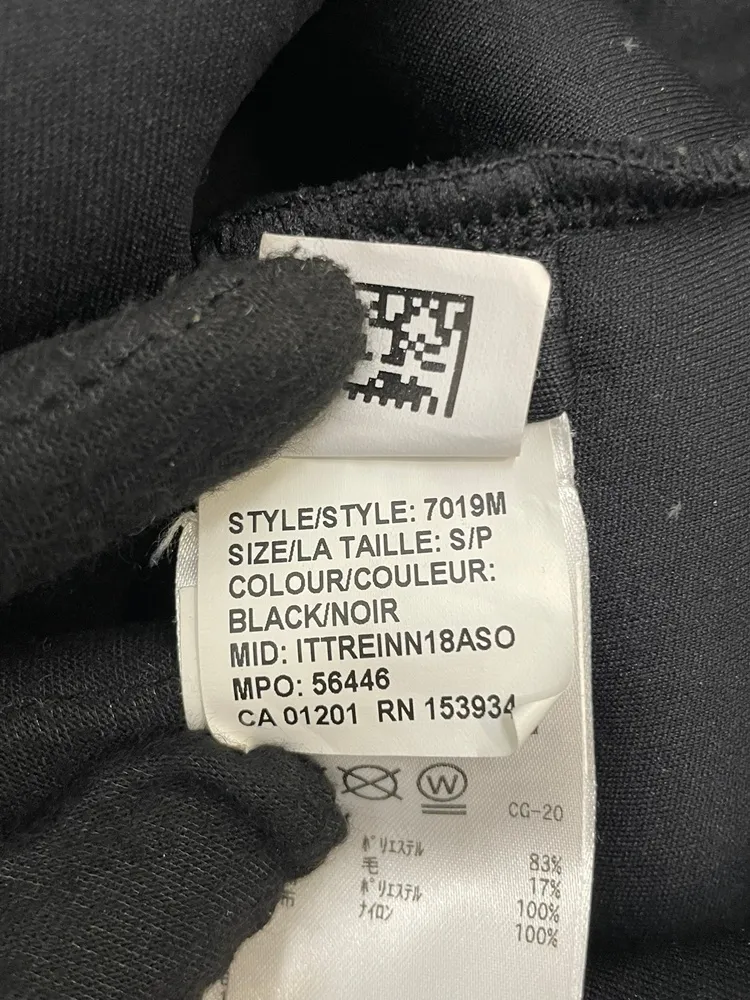 STYLE/STYLE: 7019M
SIZE/LA TAILLE: S/P
COLOUR/COULEUR:
BLACK/NOIR
MID: ITTREINN18ASO
MPO: 56446
CA 01201 RN 153934
W
CG-20
ポリエステル 83%
毛 17%
ポリエステル 100%
ナイロン 100%